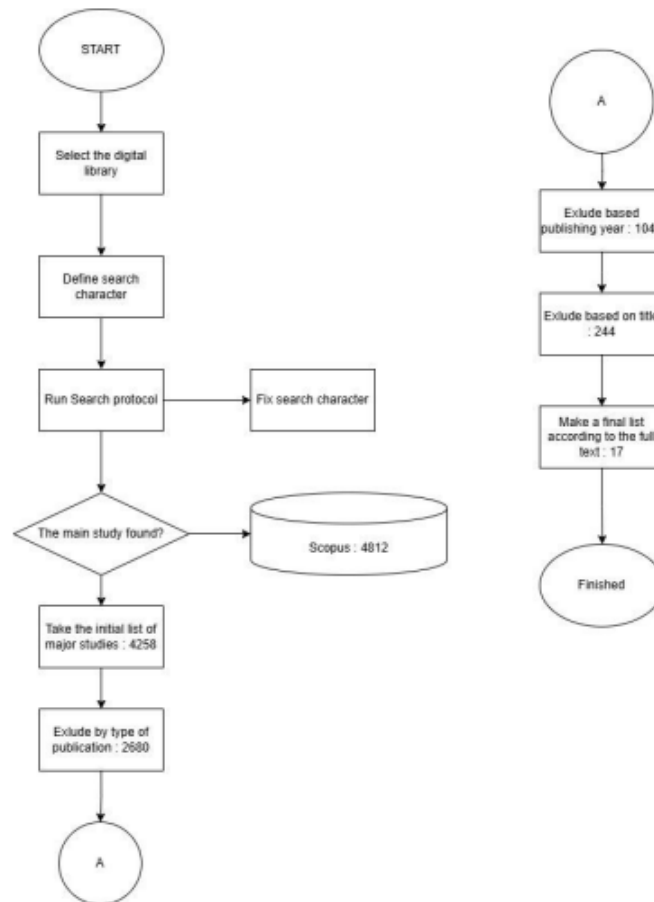 START
Select the digital
library
Define search
character
Run Search protocol
Fix search character
The main study found?
Scopus : 4812
Take the initial list of
major studies : 4258
Exlude by type of
publication : 2680
A
A
Exlude based
publishing year : 104
Exlude based on title
: 244
Make a final list
according to the full
text : 17
Finished